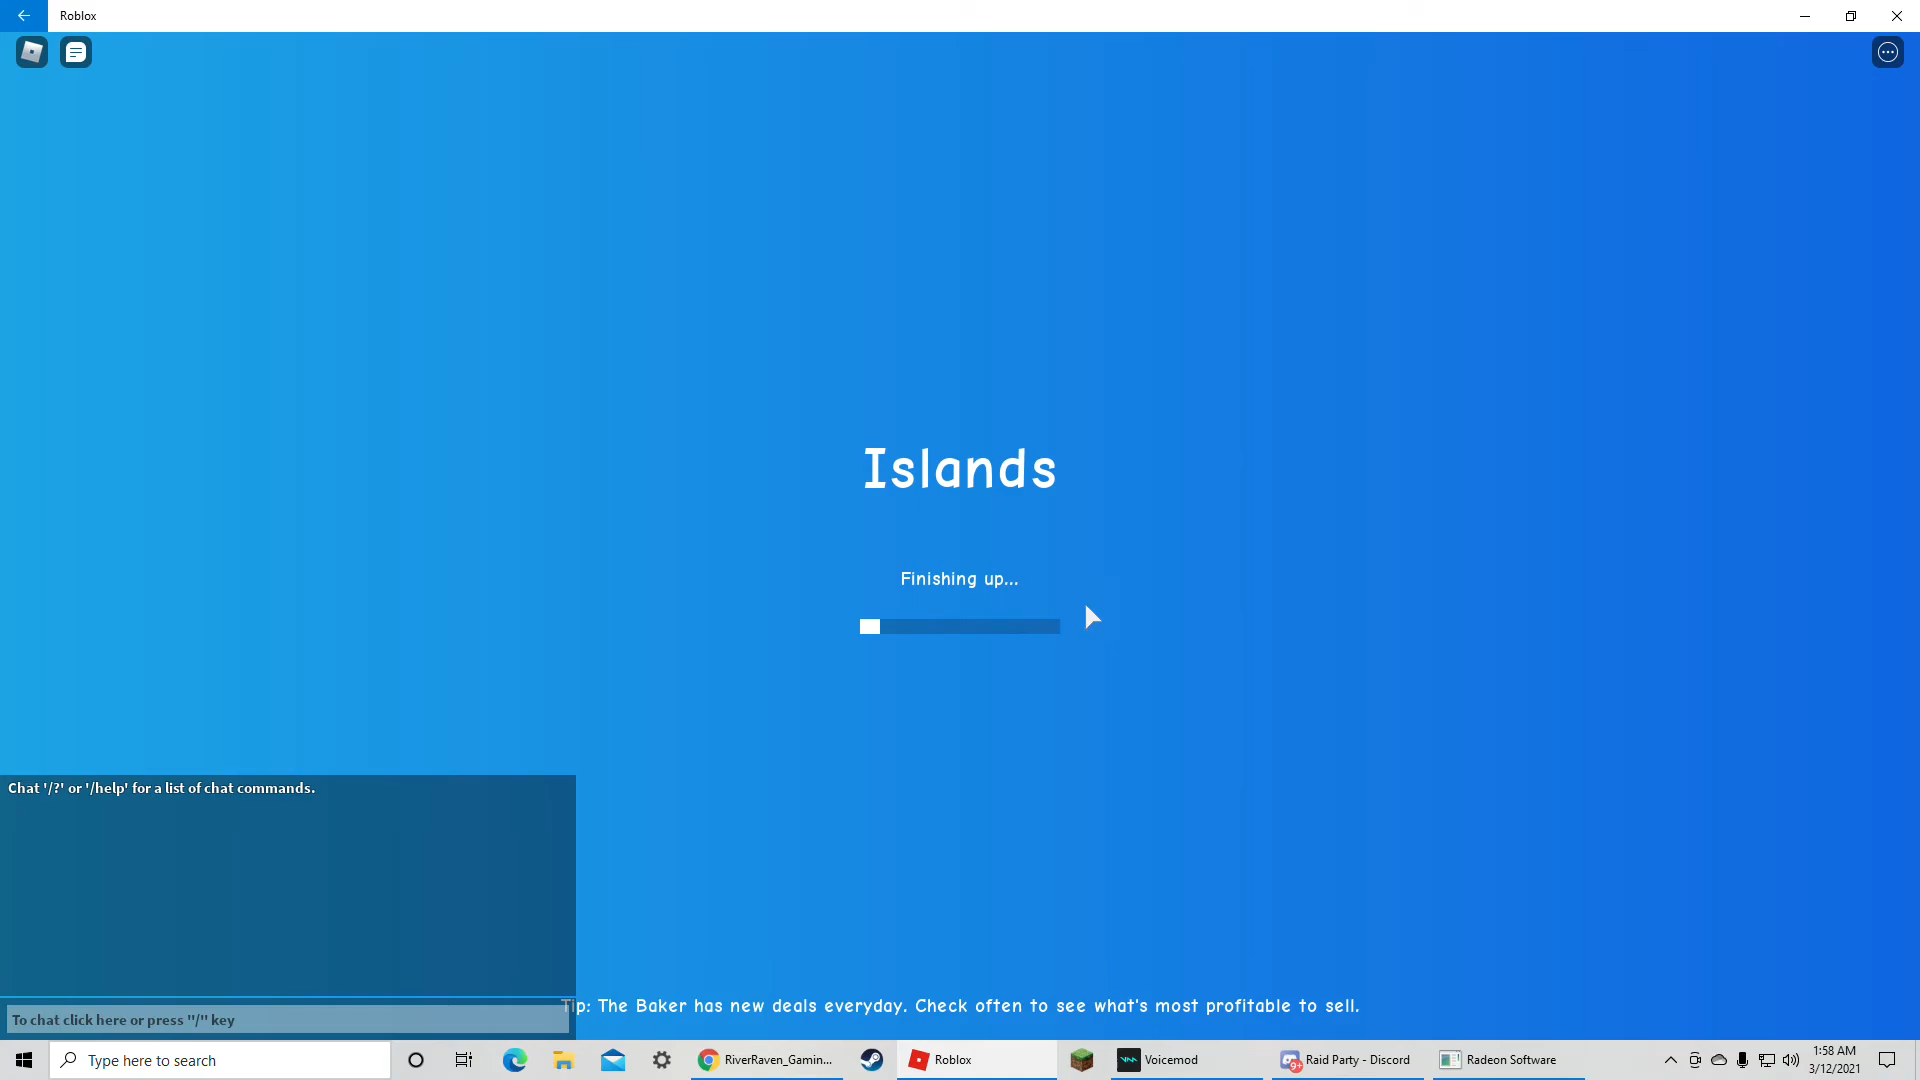 Roblox
Islands
Finishing up...
Chat '/?' or '/help' for a list of chat commands.
To chat click here or press "/" key
Tip: The Baker has new deals everyday. Check often to see what's most profitable to sell.
Type here to search
RiverRaven_Gamin...
Roblox
Voicemod
9+
Raid Party - Discord
Radeon Software
1:58 AM
3/12/2021